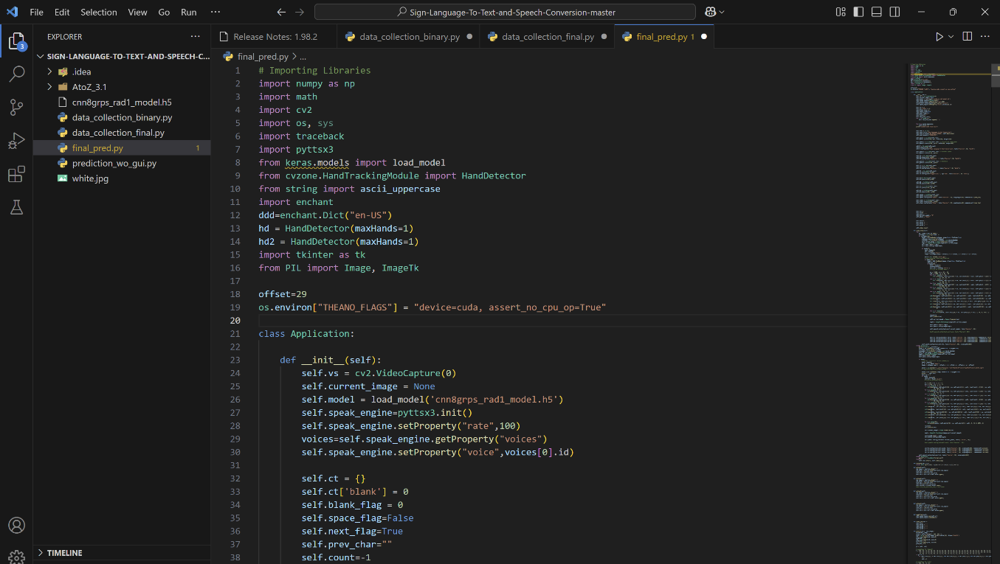 File Edit Selection View Go Run ···
Sign-Language-To-Text-and-Speech-Conversion-master
EXPLORER ···
Release Notes: 1.98.2
data_collection_binary.py
data_collection_final.py
final_pred.py 1
3
SIGN-LANGUAGE-TO-TEXT-AND-SPEECH-C...
.idea
AtoZ_3.1
cnn8grps_rad1_model.h5
data_collection_binary.py
data_collection_final.py
final_pred.py 1
prediction_wo_gui.py
white.jpg
TIMELINE
final_pred.py > ...
1 # Importing Libraries
2 import numpy as np
3 import math
4 import cv2
5 import os, sys
6 import traceback
7 import pyttsx3
8 from keras.models import load_model
9 from cvzone.HandTrackingModule import HandDetector
10 from string import ascii_uppercase
11 import enchant
12 ddd=enchant.Dict("en-US")
13 hd = HandDetector(maxHands=1)
14 hd2 = HandDetector(maxHands=1)
15 import tkinter as tk
16 from PIL import Image, ImageTk
17
18 offset=29
19 os.environ["THEANO_FLAGS"] = "device=cuda, assert_no_cpu_op=True"
20
21 class Application:
22
23 def __init__(self):
24 self.vs = cv2.VideoCapture(0)
25 self.current_image = None
26 self.model = load_model('cnn8grps_rad1_model.h5')
27 self.speak_engine=pyttsx3.init()
28 self.speak_engine.setProperty("rate",100)
29 voices=self.speak_engine.getProperty("voices")
30 self.speak_engine.setProperty("voice",voices[0].id)
31
32 self.ct = {}
33 self.ct['blank'] = 0
34 self.blank_flag = 0
35 self.space_flag=False
36 self.next_flag=True
37 self.prev_char=""
38 self.count=-1